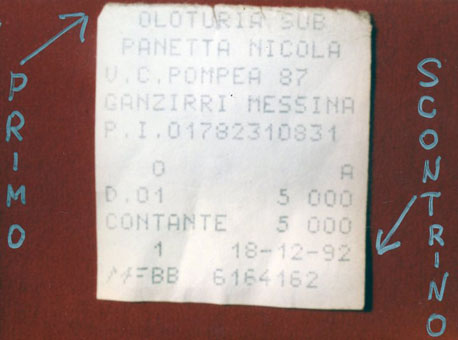 PRIMO
OLOTURIA SUB
PANETTA NICOLA
V.C.POMPEA 87
GANZIRRI MESSINA
P.I.01782310831
0 A
D.01 5 000
CONTANTE 5 000
1 18-12-92
BB 6164162
SCONTRINO